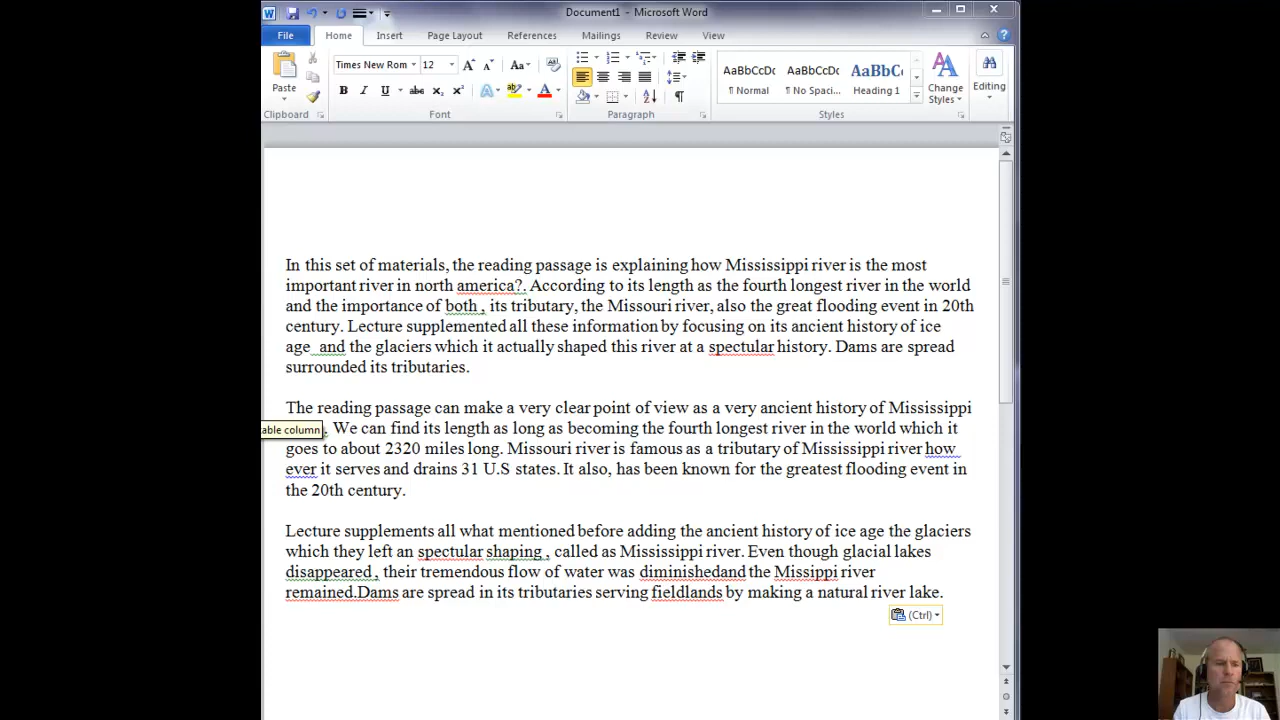 Document1 – Microsoft Word
File Home Insert Page Layout References Mailings Review View
Times New Rom 12 Aa
Paste
B I U abc x₂ x² A ab A
AaBbCcDc AaBbCcDc AaBbC
¶ Normal ¶ No Spaci... Heading 1
Change Styles
Editing
Clipboard Font Paragraph Styles
In this set of materials, the reading passage is explaining how Mississippi river is the most
important river in north america?. According to its length as the fourth longest river in the world
and the importance of both , its tributary, the Missouri river, also the great flooding event in 20th
century. Lecture supplemented all these information by focusing on its ancient history of ice
age  and the glaciers which it actually shaped this river at a spectular history. Dams are spread
surrounded its tributaries.
The reading passage can make a very clear point of view as a very ancient history of Mississippi
able column . We can find its length as long as becoming the fourth longest river in the world which it
goes to about 2320 miles long. Missouri river is famous as a tributary of Mississippi river how
ever it serves and drains 31 U.S states. It also, has been known for the greatest flooding event in
the 20th century.
Lecture supplements all what mentioned before adding the ancient history of ice age the glaciers
which they left an spectular shaping , called as Mississippi river. Even though glacial lakes
disappeared , their tremendous flow of water was diminishedand the Missippi river
remained.Dams are spread in its tributaries serving fieldlands by making a natural river lake.
(Ctrl)